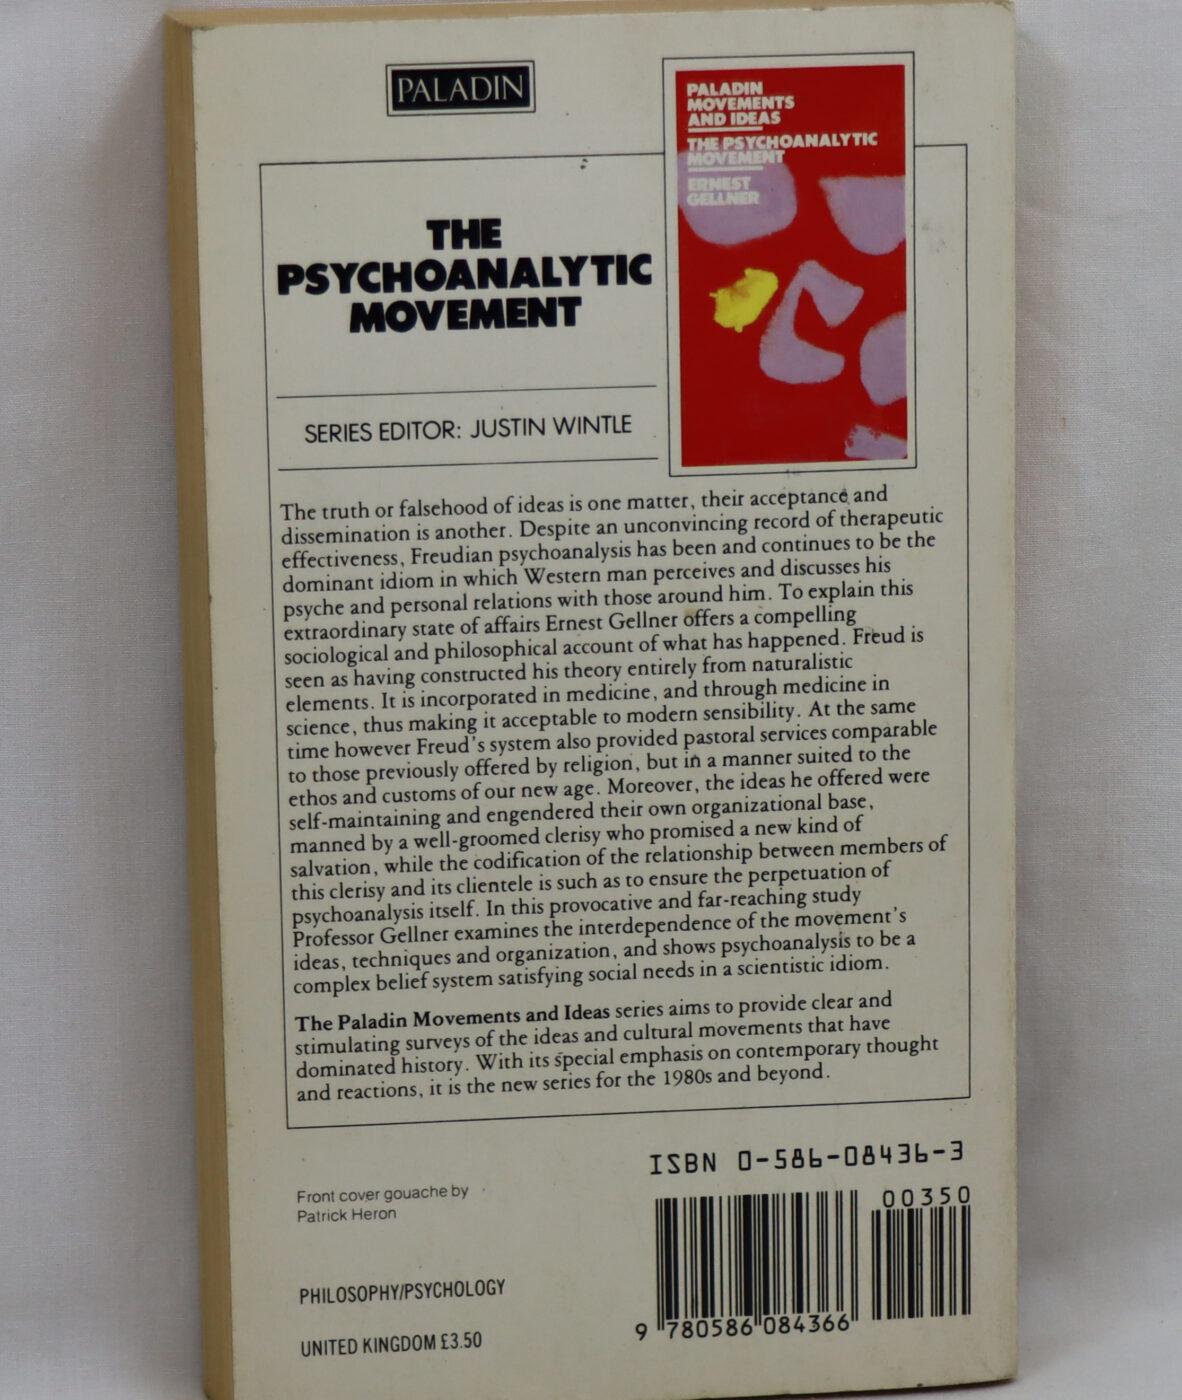 PALADIN
PALADIN
MOVEMENTS
AND IDEAS
THE PSYCHOANALYTIC
MOVEMENT
ERNEST
GELLNER
THE
PSYCHOANALYTIC
MOVEMENT
SERIES EDITOR: JUSTIN WINTLE
The truth or falsehood of ideas is one matter, their acceptance and
dissemination is another. Despite an unconvincing record of therapeutic
effectiveness, Freudian psychoanalysis has been and continues to be the
dominant idiom in which Western man perceives and discusses his
psyche and personal relations with those around him. To explain this
extraordinary state of affairs Ernest Gellner offers a compelling
sociological and philosophical account of what has happened. Freud is
seen as having constructed his theory entirely from naturalistic
elements. It is incorporated in medicine, and through medicine in
science, thus making it acceptable to modern sensibility. At the same
time however Freud's system also provided pastoral services comparable
to those previously offered by religion, but in a manner suited to the
ethos and customs of our new age. Moreover, the ideas he offered were
self-maintaining and engendered their own organizational base,
manned by a well-groomed clerisy who promised a new kind of
salvation, while the codification of the relationship between members of
this clerisy and its clientele is such as to ensure the perpetuation of
psychoanalysis itself. In this provocative and far-reaching study
Professor Gellner examines the interdependence of the movement's
ideas, techniques and organization, and shows psychoanalysis to be a
complex belief system satisfying social needs in a scientistic idiom.
The Paladin Movements and Ideas series aims to provide clear and
stimulating surveys of the ideas and cultural movements that have
dominated history. With its special emphasis on contemporary thought
and reactions, it is the new series for the 1980s and beyond.
ISBN 0-586-08436-3
00350
9 780586 084366
Front cover gouache by
Patrick Heron
PHILOSOPHY/PSYCHOLOGY
UNITED KINGDOM £3.50